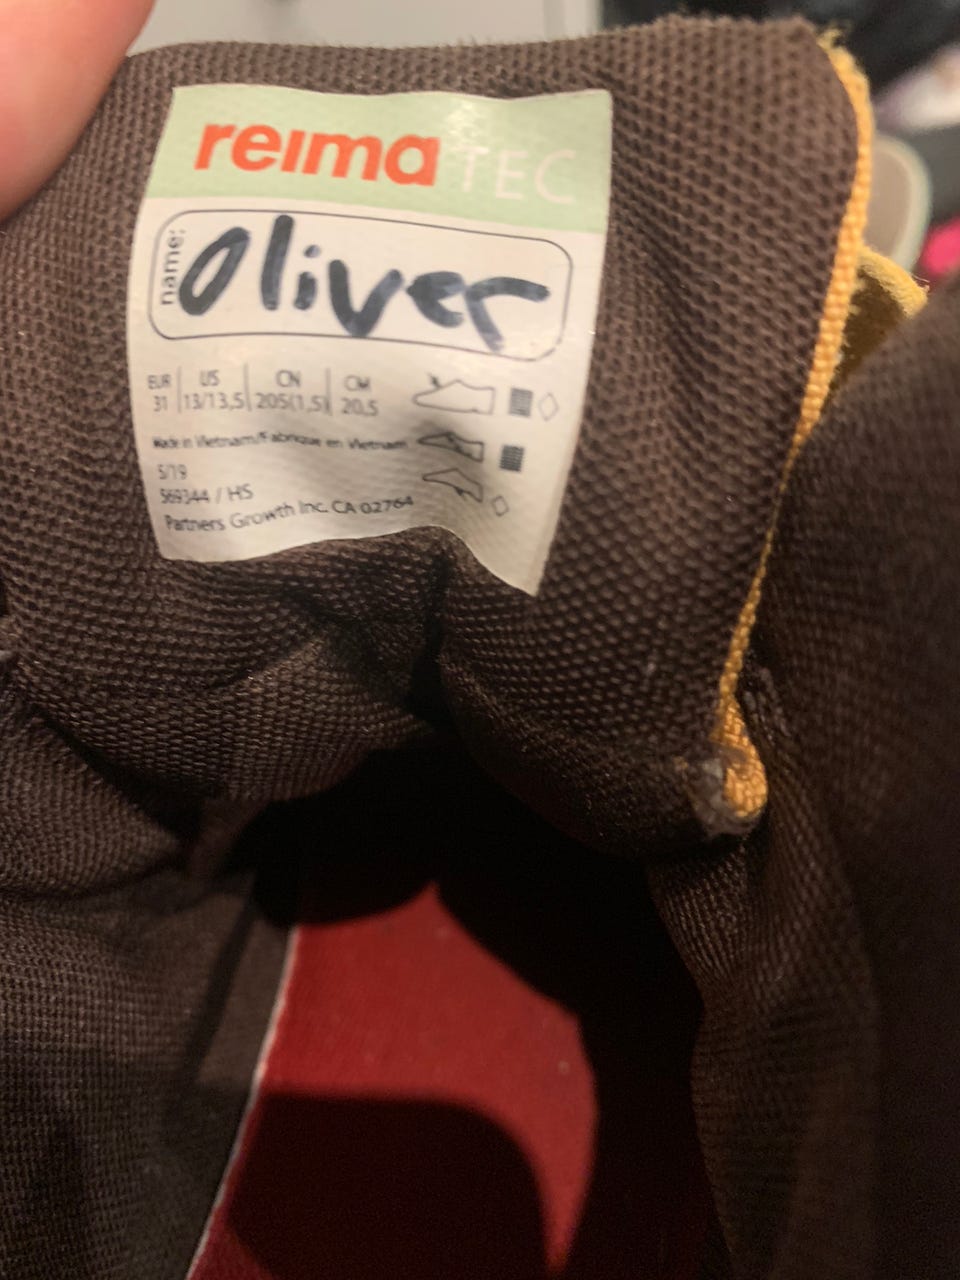 reima TEC
name: Oliver
EUR US CN CM
31 13/13,5 205(1,5) 20,5
Made in Vietnam/Fabrique en Vietnam
5/19
569344 / HS
Partners Growth Inc. CA 02764